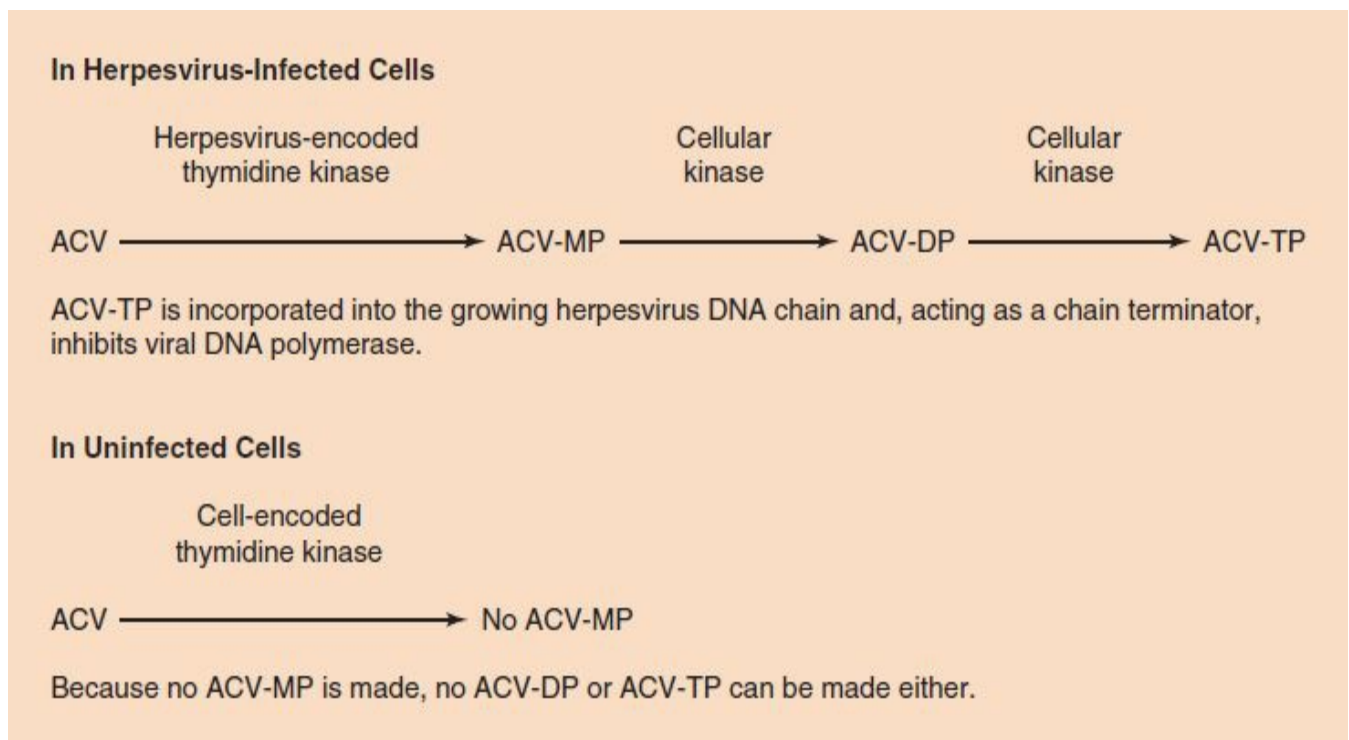 In Herpesvirus-Infected Cells
Herpesvirus-encoded Cellular Cellular
thymidine kinase kinase kinase
ACV ACV-MP ACV-DP ACV-TP
ACV-TP is incorporated into the growing herpesvirus DNA chain and, acting as a chain terminator,
inhibits viral DNA polymerase.
In Uninfected Cells
Cell-encoded
thymidine kinase
ACV No ACV-MP
Because no ACV-MP is made, no ACV-DP or ACV-TP can be made either.